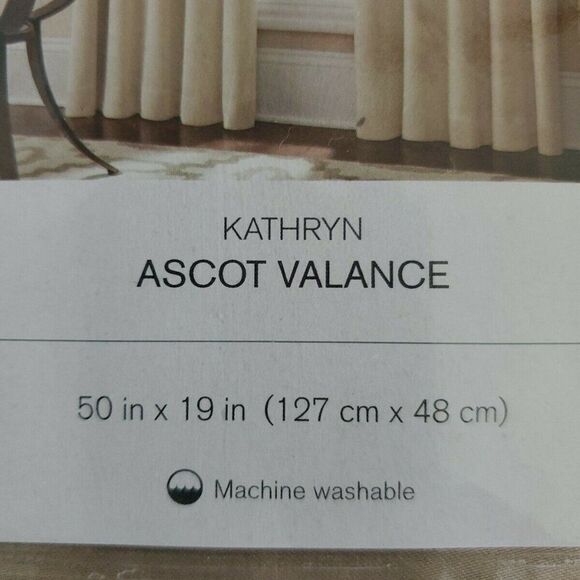 KATHRYN
ASCOT VALANCE
50 in x 19 in (127 cm x 48 cm)
Machine washable